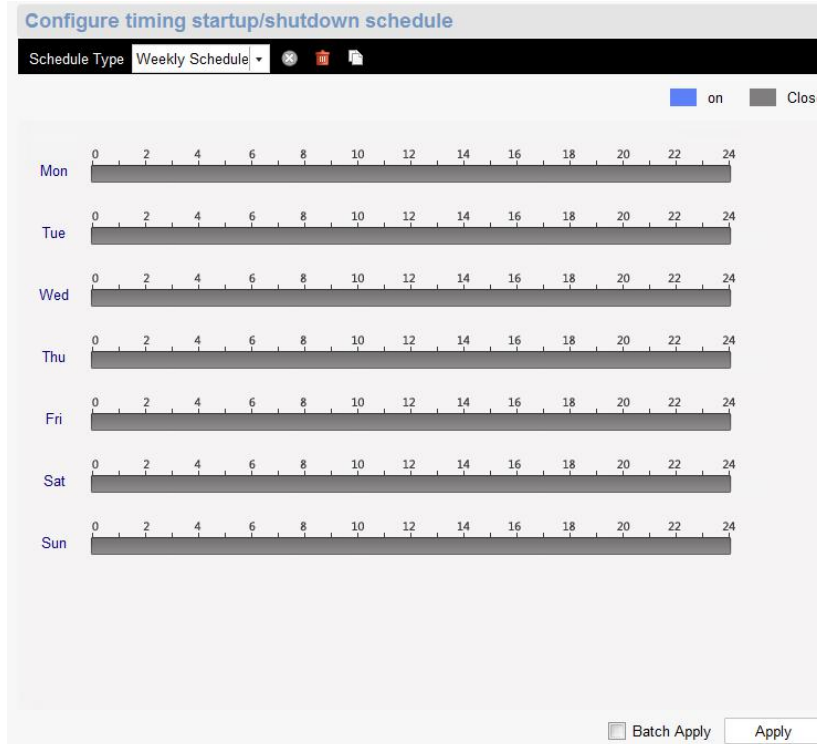 Configure timing startup/shutdown schedule
Schedule Type Weekly Schedule
on Clos
0 2 4 6 8 10 12 14 16 18 20 22 24
Mon
0 2 4 6 8 10 12 14 16 18 20 22 24
Tue
0 2 4 6 8 10 12 14 16 18 20 22 24
Wed
0 2 4 6 8 10 12 14 16 18 20 22 24
Thu
0 2 4 6 8 10 12 14 16 18 20 22 24
Fri
0 2 4 6 8 10 12 14 16 18 20 22 24
Sat
0 2 4 6 8 10 12 14 16 18 20 22 24
Sun
Batch Apply Apply